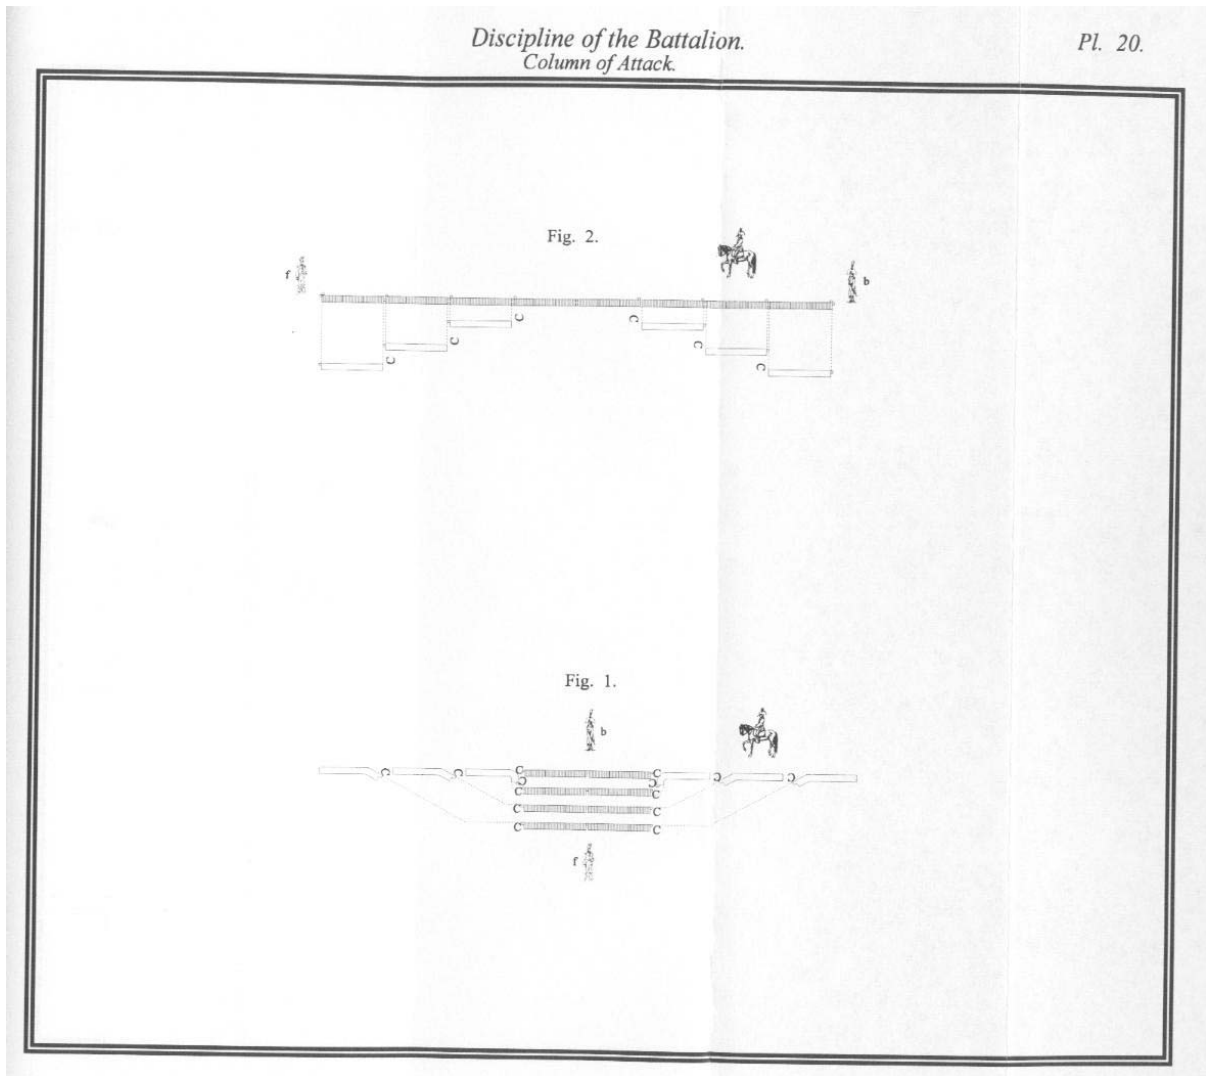 Discipline of the Battalion. Pl. 20.
Column of Attack.
Fig. 2.
f b
C C
C C
C C
Fig. 1.
b
C C C C C C
C C
C C
C C
C C
f